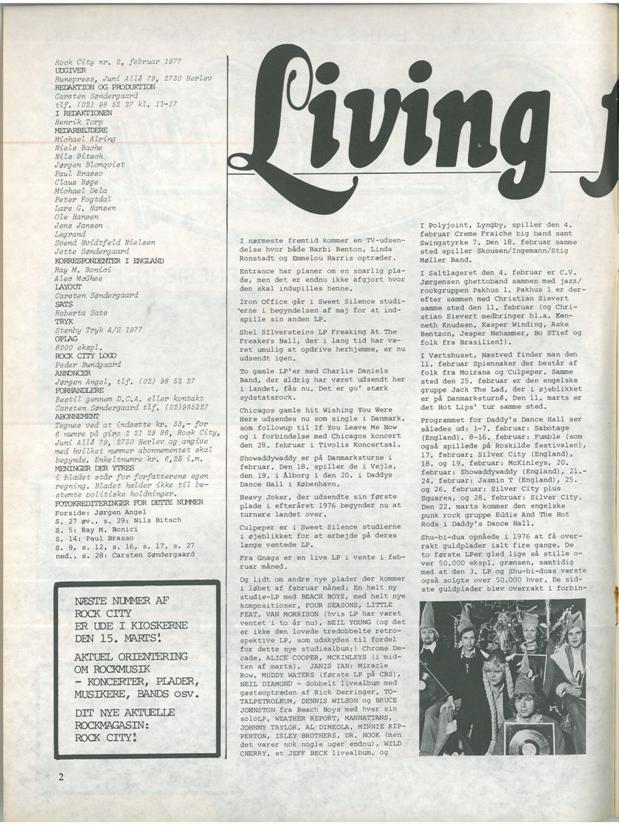 Rock City nr. 2, februar 1977
UDGIVER
Runepress, Juni Allé 79, 2730 Herlev
REDAKTION OG PRODUKTION
Carsten Søndergaard
tlf. (02) 98 52 27 kl. 11-17
I REDAKTIONEN
Henrik Torp
MEDARBEJDERE
Michael Alring
Niels Bache
Nils Bitsch
Jørgen Blomqvist
Paul Brasso
Claus Bøge
Michael Dela
Peter Fogtdal
Lars G. Hansen
Ole Hansen
Jens Jansen
Legrand
Svend Hvidtfeld Nielsen
Jette Søndergaard
KORRESPONDENTER I ENGLAND
Ray M. Bonici
Alec McGhee
LAYOUT
Carsten Søndergaard
SATS
Roberta Sats
TRYK
Stenby Tryk A/S 1977
OPLAG
6000 ekspl.
ROCK CITY LOGO
Peder Bundgaard
ANNONCER
Jørgen Angel, tlf. (02) 98 52 27
FORHANDLERE
Bestil gennem D.C.A. eller kontakt
Carsten Søndergaard tlf. (02)985227
ABONNEMENT
Tegnes ved at indsætte kr. 33,- for
6 numre på giro 2 21 29 86, Rock City,
Juni Allé 79, 2730 Herlev og angive
med hvilket nummer abonnementet skal
begynde. Enkeltnumre kr. 6,25 i.m.
MENINGER DER YTRES
i bladet står for forfatterens egen
regning. Bladet hælder ikke til be-
stemte politiske holdninger.
FOTOKREDITERINGER FOR DETTE NUMMER
Forside: Jørgen Angel
S. 27 øv., s. 29: Nils Bitsch
S. 5: Ray M. Bonici
S. 14: Paul Brasso
S. 9, s. 12, s. 16, s. 17, s. 27
ned., s. 28: Carsten Søndergaard
NÆSTE NUMMER AF
ROCK CITY
ER UDE I KIOSKERNE
DEN 15. MARTS!
AKTUEL ORIENTERING
OM ROCKMUSIK
- KONCERTER, PLADER,
MUSIKERE, BANDS osv.
DIT NYE AKTUELLE
ROCKMAGASIN:
ROCK CITY!
2
Living
I nærmeste fremtid kommer en TV-udsen-
delse hvor både Barbi Benton, Linda
Ronstadt og Emmelou Harris optræder.
Entrance har planer om en snarlig pla-
de, men det er endnu ikke afgjort hvor
den skal indspilles henne.
Iron Office går i Sweet Silence studi-
erne i begyndelsen af maj for at ind-
spille sin anden LP.
Shel Silversteins LP Freaking At The
Freakers Ball, der i lang tid har væ-
ret umulig at opdrive herhjemme, er nu
udsendt igen.
To gamle LP'er med Charlie Daniels
Band, der aldrig har været udsendt her
i landet, fås nu. Det er go' stærk
sydstatsrock.
Chicagos gamle hit Wishing You Were
Here udsendes nu som single i Danmark,
som followup til If You Leave Me Now
og i forbindelse med Chicagos koncert
den 28. februar i Tivolis Koncertsal.
Showaddywaddy er på Danmarksturne i
februar. Den 18. spiller de i Vejle,
den 19. i Ålborg i den 20. i Daddys
Dance Hall i København.
Heavy Joker, der udsendte sin første
plade i efteråret 1976 begynder nu at
turnere landet over.
Culpeper er i Sweet Silence studierne
i øjeblikket for at arbejde på deres
længe ventede LP.
Fra Gnags er en live LP i vente i feb-
ruar måned.
Og lidt om andre nye plader der kommer
i løbet af februar måned: En helt ny
studie-LP med BEACH BOYS, med helt nye
kompositioner, FOUR SEASONS, LITTLE
FEAT, VAN MORRISON (hvis LP har været
ventet i to år nu), NEIL YOUNG (og det
er ikke den lovede tredobbelte retro-
spektive LP, som udskydes til fordel
for dette nye studiealbum;) Chrome De-
cade, ALICE COOPER, MCKINLEYS (i mid-
ten af marts), JANIS IAN: Miracle
Row, MUDDY WATERS (første LP på CBS),
NEIL DIAMOND - dobbelt livealbum med
gæsteoptræden af Rick Derringer, TO-
TALPETROLEUM, DENNIS WILSON og BRUCE
JOHNSTON fra Beach Boys med hver sin
soloLP, WEATHER REPORT, MANHATTANS,
JOHNNY TAYLOR, AL DIMEOLA, MINNIE RIP-
PERTON, ISLEY BROTHERS, DR. HOOK (men
det varer nok nogle uger endnu), WILD
CHERRY, et JEFF BECK livealbum, og
I Polyjoint, Lyngby, spiller den 4.
februar Creme Fraiche big band samt
Swingstyrke 7. Den 18. februar samme
sted spiller Skousen/Ingemann/Stig
Møller Band.
I Saltlageret den 4. februar er C.V.
Jørgensen ghettoband sammen med jazz/
rockgruppen Pakhus 1. Pakhus 1 er der-
efter sammen med Christian Sievert
samme sted den 11. februar (og Chri-
stian Sievert medbringer bl.a. Ken-
neth Knudsen, Kasper Winding, Aske
Bentzon, Jesper Nehammer, Bo Stief og
folk fra Brasilien!).
I Værtshuset, Næstved finder man den
11. februar Spiennaker der består af
folk fra Moirana og Culpeper. Samme
sted den 25. februar er den engelske
gruppe Jack The Lad, der i øjeblikket
er på Danmarksturné. Den 11. marts er
det Hot Lips' tur samme sted.
Programmet for Daddy's Dance Hall ser
således ud: 1-7. februar: Sabotage
(England). 8-16. februar: Fumble (som
også spillede på Roskilde festivalen),
17. februar: Silver City (England),
18. og 19. februar: McKinleys, 20.
februar: Showaddywaddy (England), 21.-
24. februar: Jasmin T (England), 25.
og 26. februar: Silver City plus
Squares, og 28. februar: Silver City.
Den 22. marts kommer den engelske
punk rock gruppe Eddie And The Hot
Rods i Daddy's Dance Hall.
Shu-bi-dua opnåede i 1976 at få over-
rakt guldplader ialt fire gange. De
to første LPer gled lige så stille o-
ver 50.000 ekspl. grænsen, samtidig
med at den 3. LP og Shu-bi-duas værste
også solgte over 50.000 hver. De sid-
ste guldplader blev overrakt i forbin-